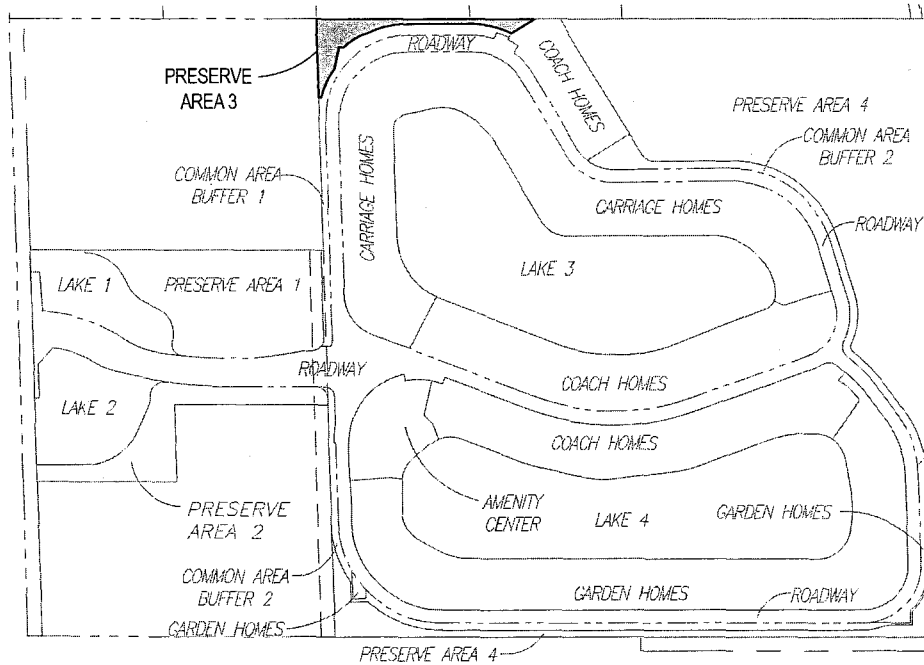 ROADWAY
COACH HOMES
PRESERVE
AREA 3
PRESERVE AREA 4
COMMON AREA
BUFFER 2
COMMON AREA
BUFFER 1
CARRIAGE HOMES
CARRIAGE HOMES
ROADWAY
LAKE 3
LAKE 1
PRESERVE AREA 1
ROADWAY
COACH HOMES
LAKE 2
COACH HOMES
PRESERVE
AREA 2
AMENITY
CENTER
LAKE 4
GARDEN HOMES
COMMON AREA
BUFFER 2
GARDEN HOMES
ROADWAY
GARDEN HOMES
PRESERVE AREA 4